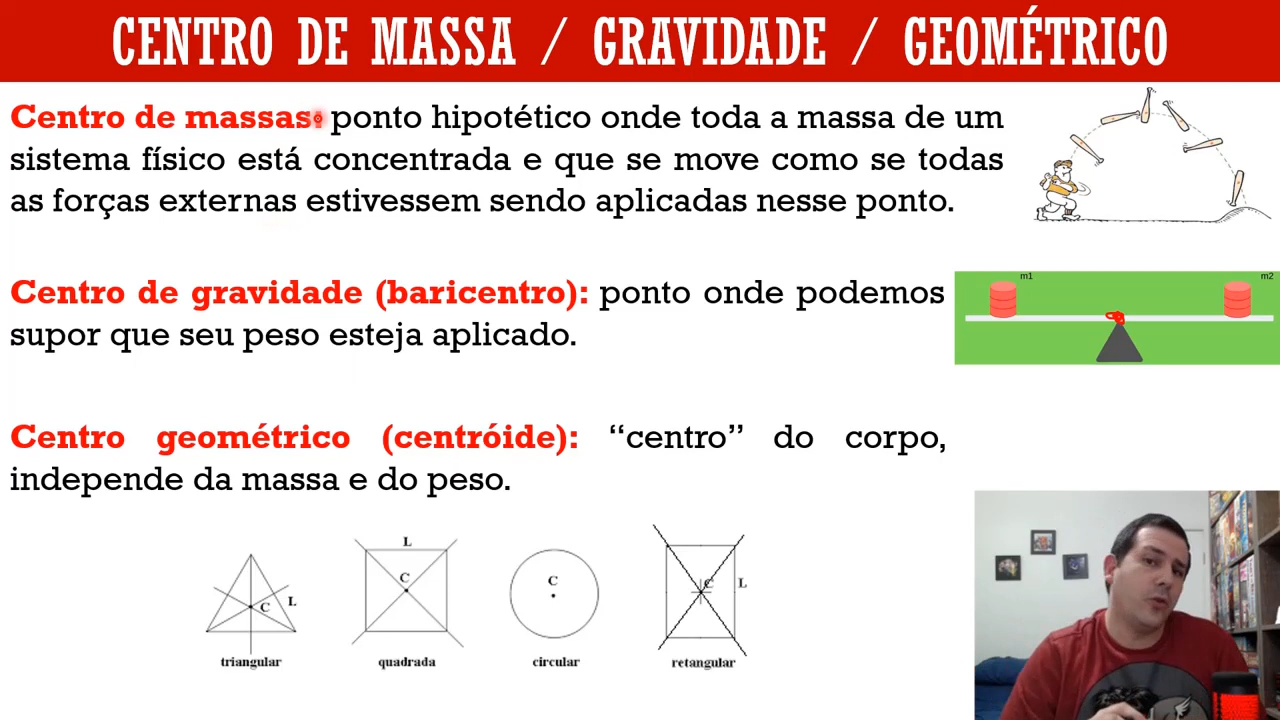 CENTRO DE MASSA / GRAVIDADE / GEOMÉTRICO
Centro de massas: ponto hipotético onde toda a massa de um
sistema físico está concentrada e que se move como se todas
as forças externas estivessem sendo aplicadas nesse ponto.
m1
m2
Centro de gravidade (baricentro): ponto onde podemos
supor que seu peso esteja aplicado.
Centro geométrico (centróide): “centro” do corpo,
independe da massa e do peso.
C
L
triangular
L
C
quadrada
C
circular
C
L
retangular